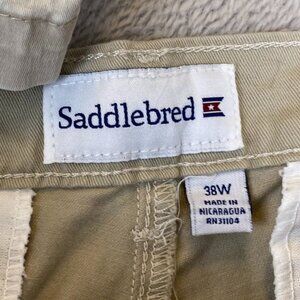 Saddlebred
38W
MADE IN
NICARAGUA
RN31104